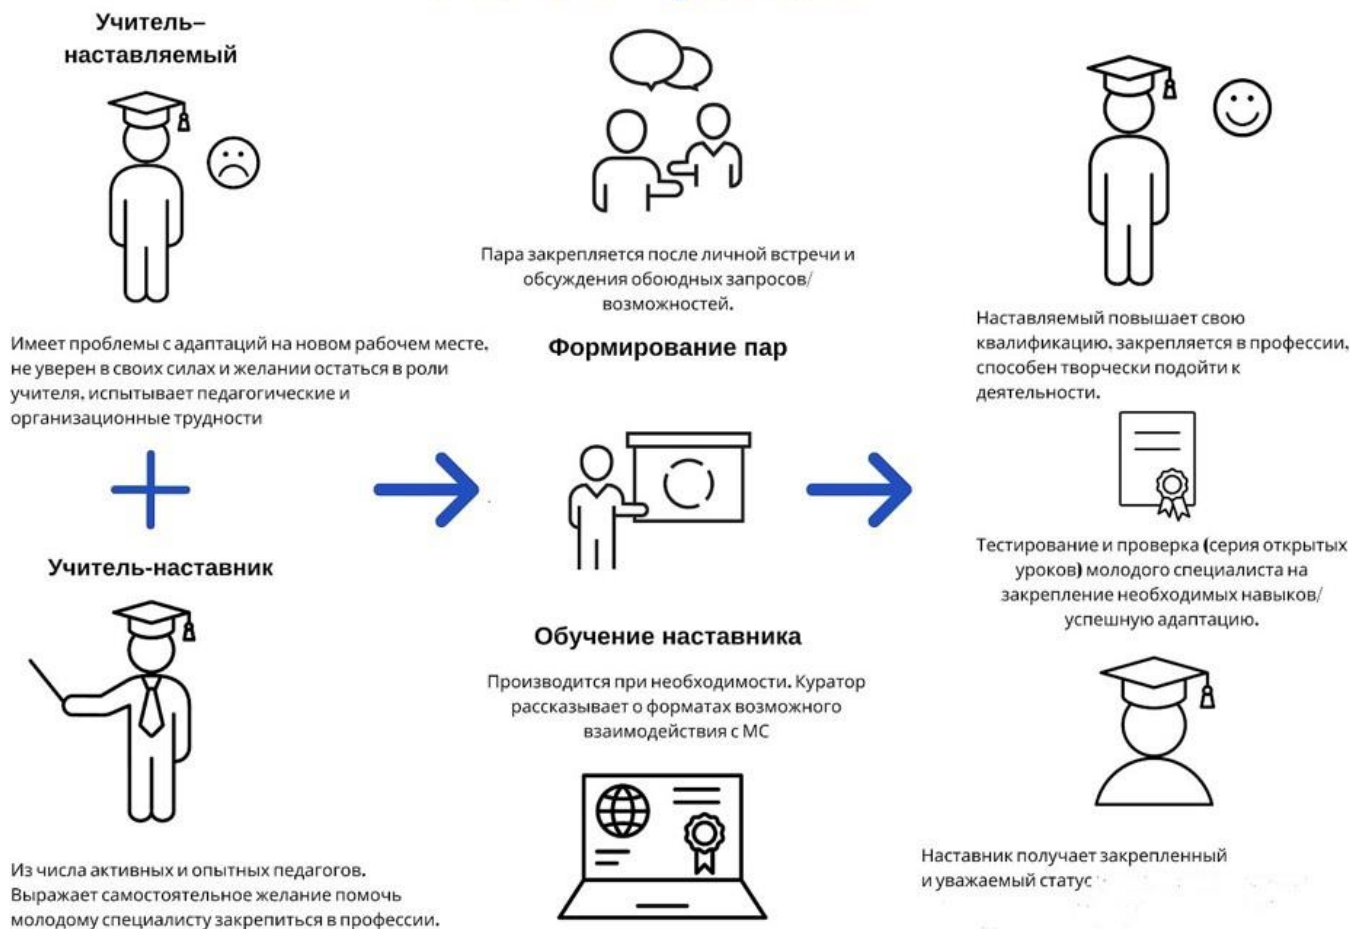 Учитель–
наставляемый
Имеет проблемы с адаптаций на новом рабочем месте,
не уверен в своих силах и желании остаться в роли
учителя, испытывает педагогические и
организационные трудности
Учитель-наставник
Из числа активных и опытных педагогов.
Выражает самостоятельное желание помочь
молодому специалисту закрепиться в профессии.
Пара закрепляется после личной встречи и
обсуждения обоюдных запросов/
возможностей.
Формирование пар
Обучение наставника
Производится при необходимости. Куратор
рассказывает о форматах возможного
взаимодействия с МС
Наставляемый повышает свою
квалификацию, закрепляется в профессии,
способен творчески подойти к
деятельности.
Тестирование и проверка (серия открытых
уроков) молодого специалиста на
закрепление необходимых навыков/
успешную адаптацию.
Наставник получает закрепленный
и уважаемый статус